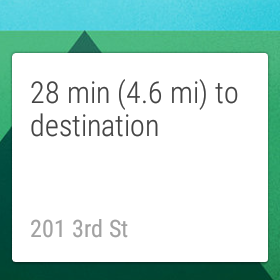 28 min (4.6 mi) to
destination
201 3rd St